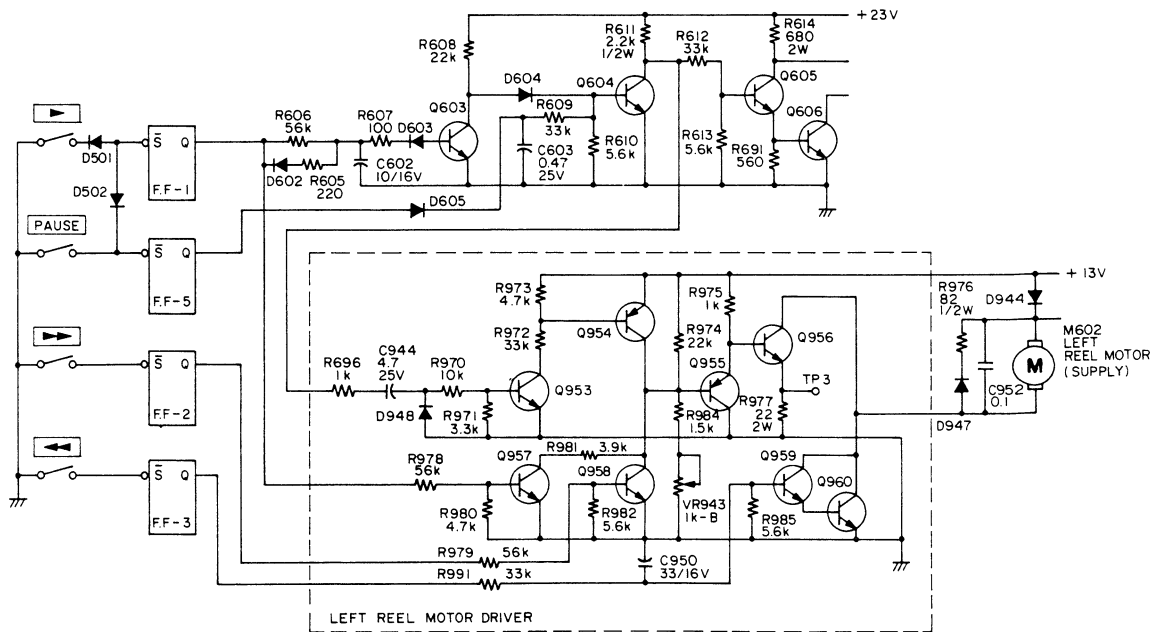 +23V
R608
22k
R611
2.2k
1/2W
R612
33k
R614
680
2W
D604
Q604
Q605
Q603
R609
33k
Q606
R606
56k
R607
100
D603
D501
S̅ Q
F.F-1
D602
R605
220
C602
10/16V
C603
0.47
25V
R610
5.6k
R613
5.6k
R691
560
D502
D605
PAUSE
S̅ Q
F.F-5
+13V
R973
4.7k
Q954
R975
1k
R976
82
1/2W
D944
R972
33k
R974
22k
Q956
M602
LEFT
REEL MOTOR
(SUPPLY)
M
S̅ Q
F.F-2
R696
1k
C944
4.7
25V
R970
10k
Q953
Q955
TP3
C952
0.1
D948
R971
3.3k
R984
1.5k
R977
22
2W
D947
S̅ Q
F.F-3
R978
56k
Q957
R981 3.9k
Q958
Q959
Q960
R980
4.7k
R982
5.6k
VR943
1k-B
R985
5.6k
R979 56k
R991 33k
C950
33/16V
LEFT REEL MOTOR DRIVER